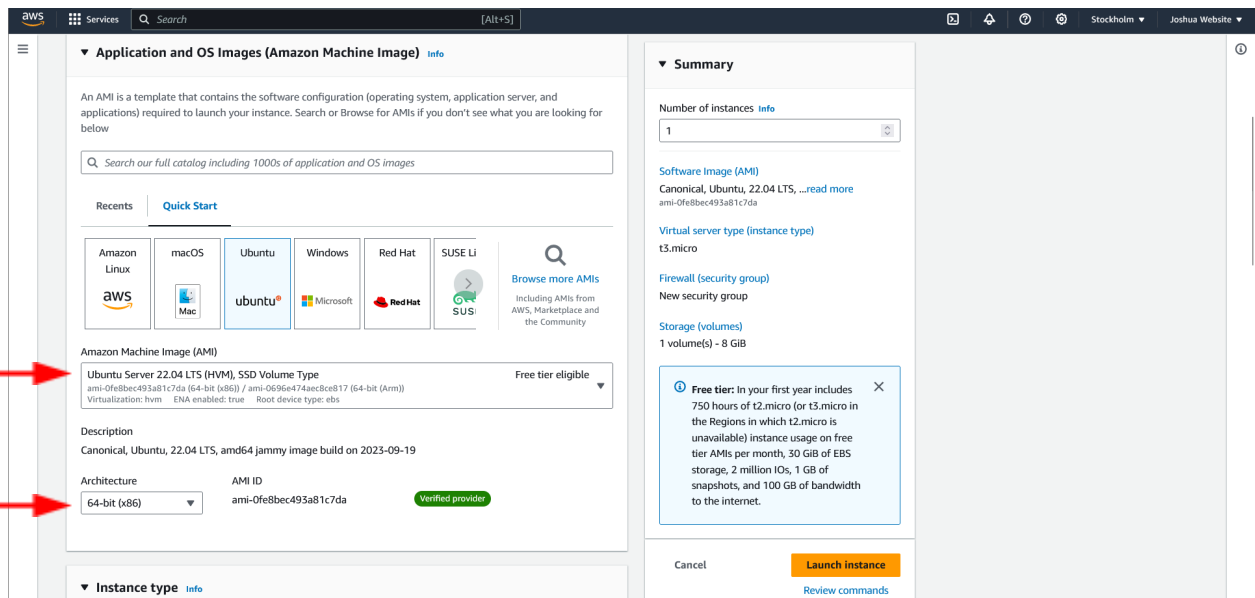 aws
Services
Search
[Alt+S]
Stockholm ▼
Joshua Website ▼
▼ Application and OS Images (Amazon Machine Image) Info
An AMI is a template that contains the software configuration (operating system, application server, and
applications) required to launch your instance. Search or Browse for AMIs if you don't see what you are looking for
below
Search our full catalog including 1000s of application and OS images
Recents
Quick Start
Amazon
Linux
aws
macOS
Mac
Ubuntu
ubuntu®
Windows
Microsoft
Red Hat
Red Hat
SUSE Li
SUS
Browse more AMIs
Including AMIs from
AWS, Marketplace and
the Community
Amazon Machine Image (AMI)
Ubuntu Server 22.04 LTS (HVM), SSD Volume Type
Free tier eligible
ami-0fe8bec493a81c7da (64-bit (x86)) / ami-0696e474aec8ce817 (64-bit (Arm))
Virtualization: hvm ENA enabled: true Root device type: ebs
Description
Canonical, Ubuntu, 22.04 LTS, amd64 jammy image build on 2023-09-19
Architecture
AMI ID
64-bit (x86)
ami-0fe8bec493a81c7da
Verified provider
▼ Instance type Info
▼ Summary
Number of instances Info
1
Software Image (AMI)
Canonical, Ubuntu, 22.04 LTS, ...read more
ami-0fe8bec493a81c7da
Virtual server type (instance type)
t3.micro
Firewall (security group)
New security group
Storage (volumes)
1 volume(s) - 8 GiB
Free tier: In your first year includes
750 hours of t2.micro (or t3.micro in
the Regions in which t2.micro is
unavailable) instance usage on free
tier AMIs per month, 30 GiB of EBS
storage, 2 million IOs, 1 GB of
snapshots, and 100 GB of bandwidth
to the internet.
Cancel
Launch instance
Review commands